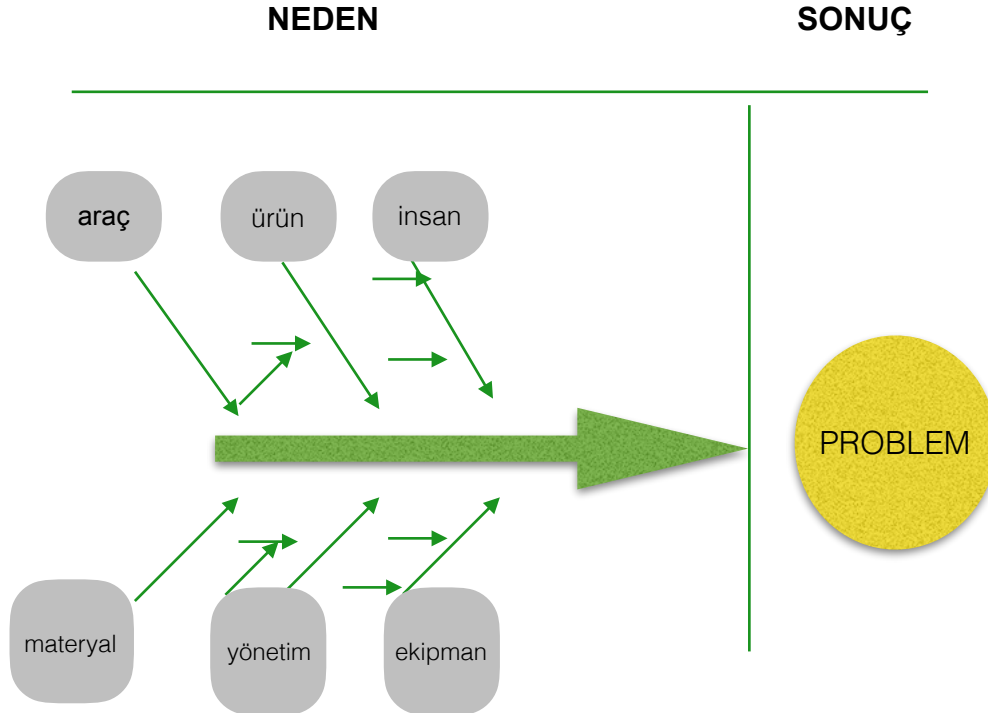 NEDEN
SONUÇ
araç
ürün
insan
PROBLEM
materyal
yönetim
ekipman